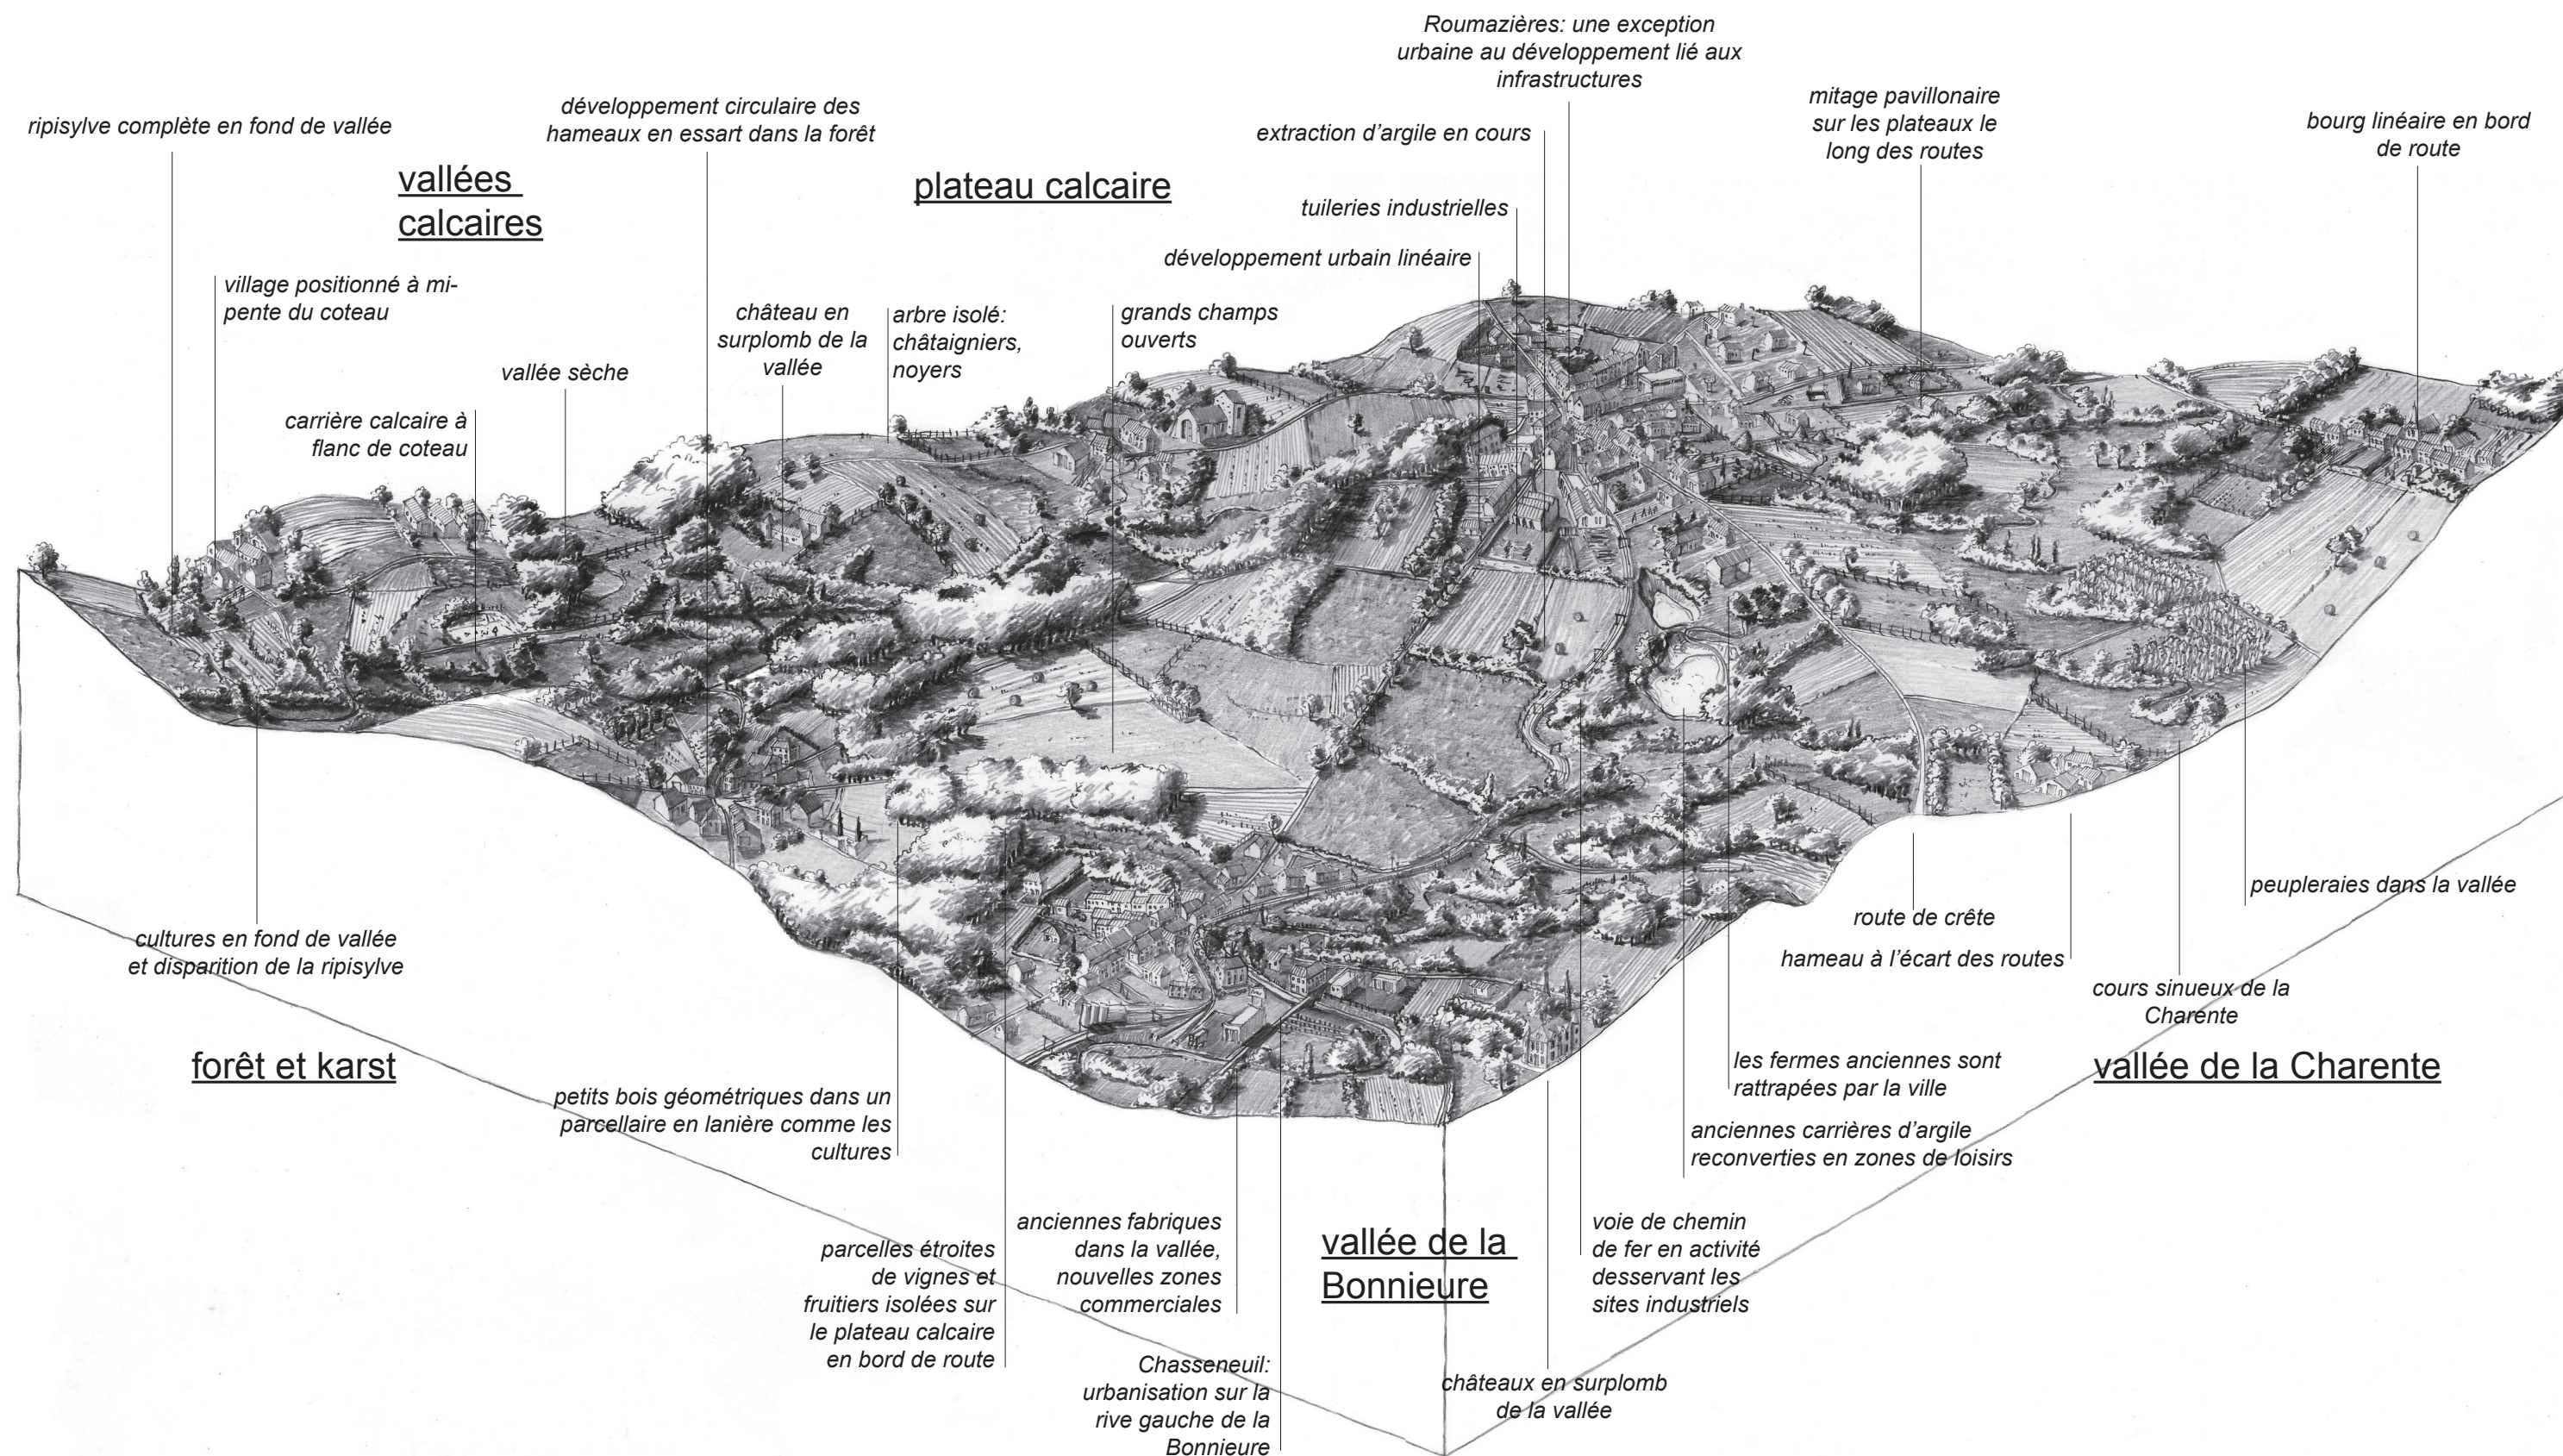 Roumazières: une exception
urbaine au développement lié aux
infrastructures
ripisylve complète en fond de vallée
développement circulaire des
hameaux en essart dans la forêt
extraction d’argile en cours
mitage pavillonaire
sur les plateaux le
long des routes
bourg linéaire en bord
de route
vallées
calcaires
plateau calcaire
tuileries industrielles
développement urbain linéaire
village positionné à mi-
pente du coteau
château en
surplomb de la
vallée
arbre isolé:
châtaigniers,
noyers
grands champs
ouverts
vallée sèche
carrière calcaire à
flanc de coteau
cultures en fond de vallée
et disparition de la ripisylve
peupleraies dans la vallée
route de crête
hameau à l’écart des routes
cours sinueux de la
Charente
forêt et karst
vallée de la Charente
les fermes anciennes sont
rattrapées par la ville
petits bois géométriques dans un
parcellaire en lanière comme les
cultures
anciennes carrières d’argile
reconverties en zones de loisirs
parcelles étroites
de vignes et
fruitiers isolées sur
le plateau calcaire
en bord de route
anciennes fabriques
dans la vallée,
nouvelles zones
commerciales
vallée de la
Bonnieure
voie de chemin
de fer en activité
desservant les
sites industriels
Chasseneuil:
urbanisation sur la
rive gauche de la
Bonnieure
châteaux en surplomb
de la vallée